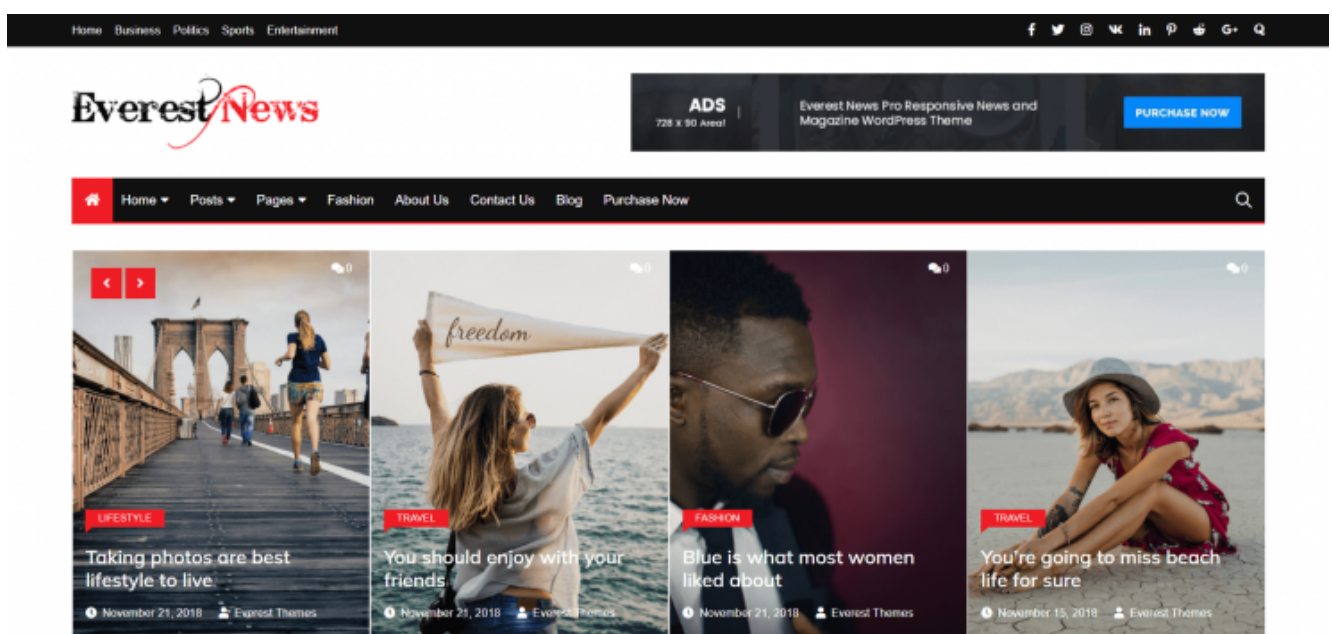 Home Business Politics Sports Entertainment
Everest News
ADS
728 X 90 Area!
Everest News Pro Responsive News and
Magazine WordPress Theme
PURCHASE NOW
Home Posts Pages Fashion About Us Contact Us Blog Purchase Now
0
0
0
0
freedom
LIFESTYLE
Taking photos are best
lifestyle to live
November 21, 2018 Everest Themes
TRAVEL
You should enjoy with your
friends
November 21, 2018 Everest Themes
FASHION
Blue is what most women
liked about
November 21, 2018 Everest Themes
TRAVEL
You're going to miss beach
life for sure
November 15, 2018 Everest Themes